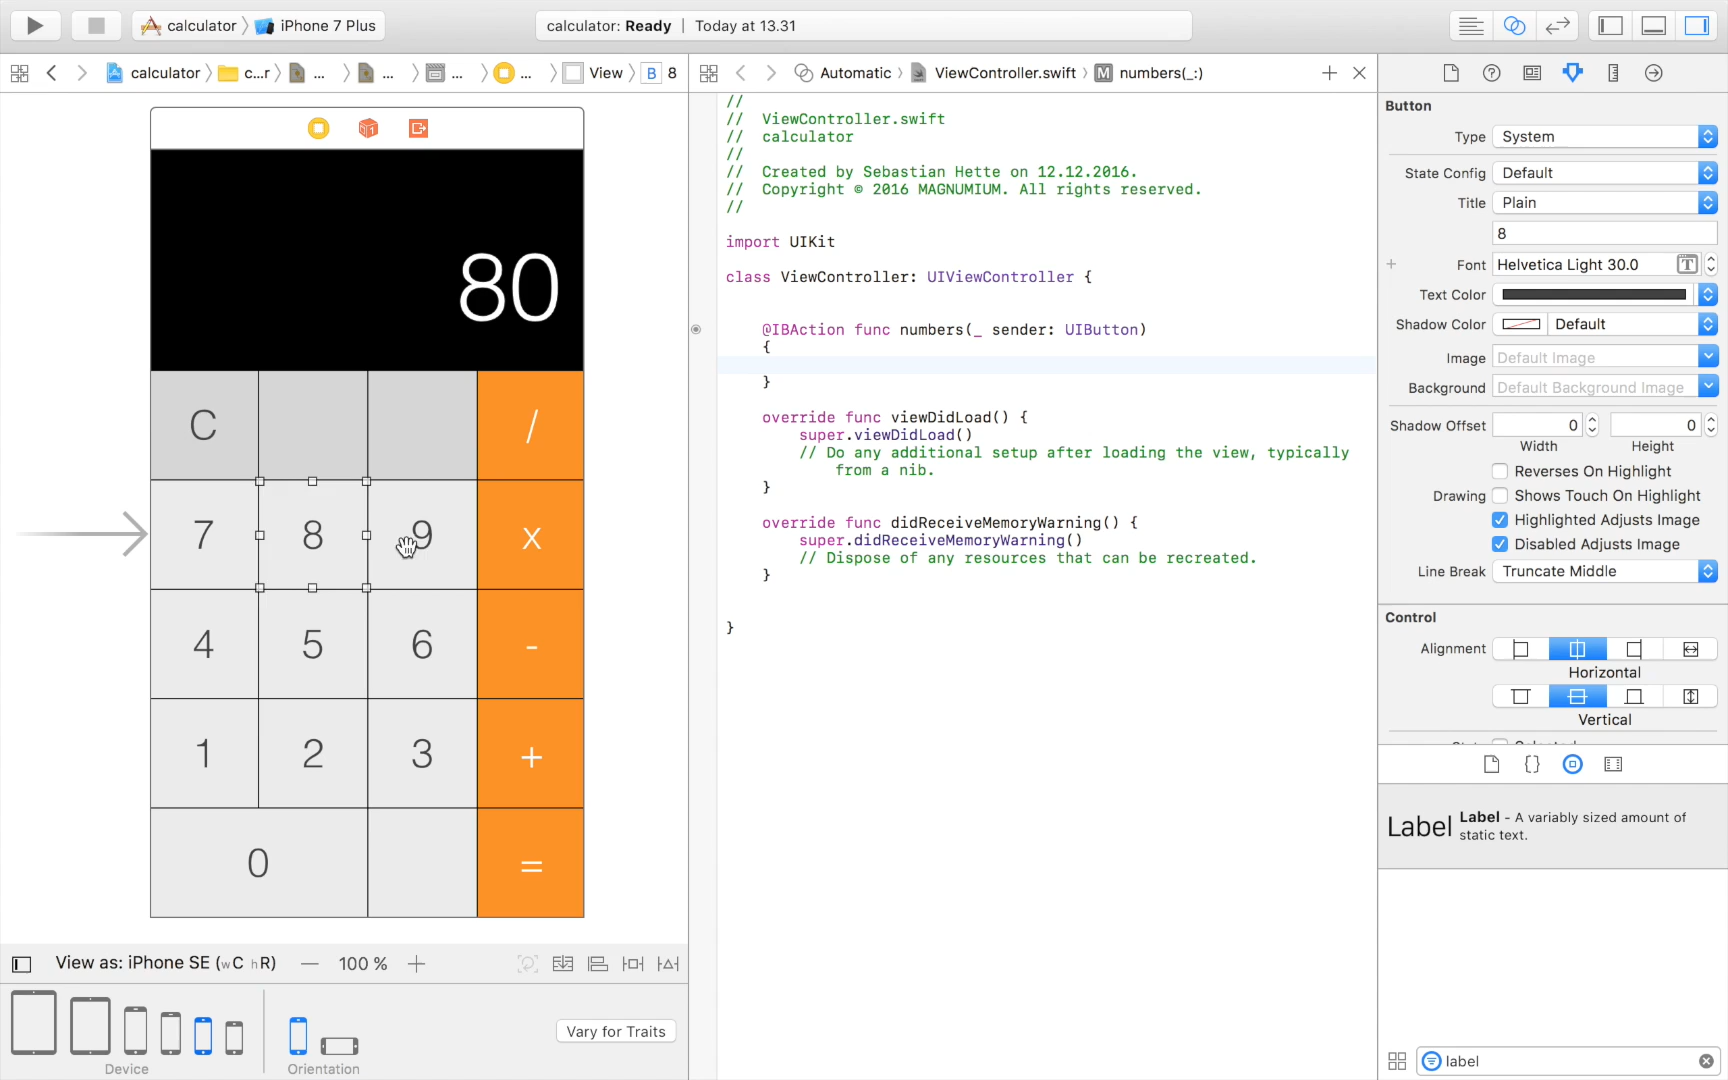 calculator iPhone 7 Plus
calculator: Ready | Today at 13.31
calculator c...r ... ... ... ... View B 8
Automatic ViewController.swift M numbers(_:)
80
C /
7 8 9 x
4 5 6 -
1 2 3 +
0 =
View as: iPhone SE (wC hR) — 100 % +
Vary for Traits
Device Orientation
//
// ViewController.swift
// calculator
//
// Created by Sebastian Hette on 12.12.2016.
// Copyright © 2016 MAGNUMIUM. All rights reserved.
//
import UIKit
class ViewController: UIViewController {
@IBAction func numbers(_ sender: UIButton)
{
}
override func viewDidLoad() {
super.viewDidLoad()
// Do any additional setup after loading the view, typically
from a nib.
}
override func didReceiveMemoryWarning() {
super.didReceiveMemoryWarning()
// Dispose of any resources that can be recreated.
}
}
Button
Type System
State Config Default
Title Plain
8
Font Helvetica Light 30.0
Text Color
Shadow Color Default
Image Default Image
Background Default Background Image
Shadow Offset 0 0
Width Height
Reverses On Highlight
Drawing Shows Touch On Highlight
Highlighted Adjusts Image
Disabled Adjusts Image
Line Break Truncate Middle
Control
Alignment
Horizontal
Vertical
Label Label - A variably sized amount of
static text.
label